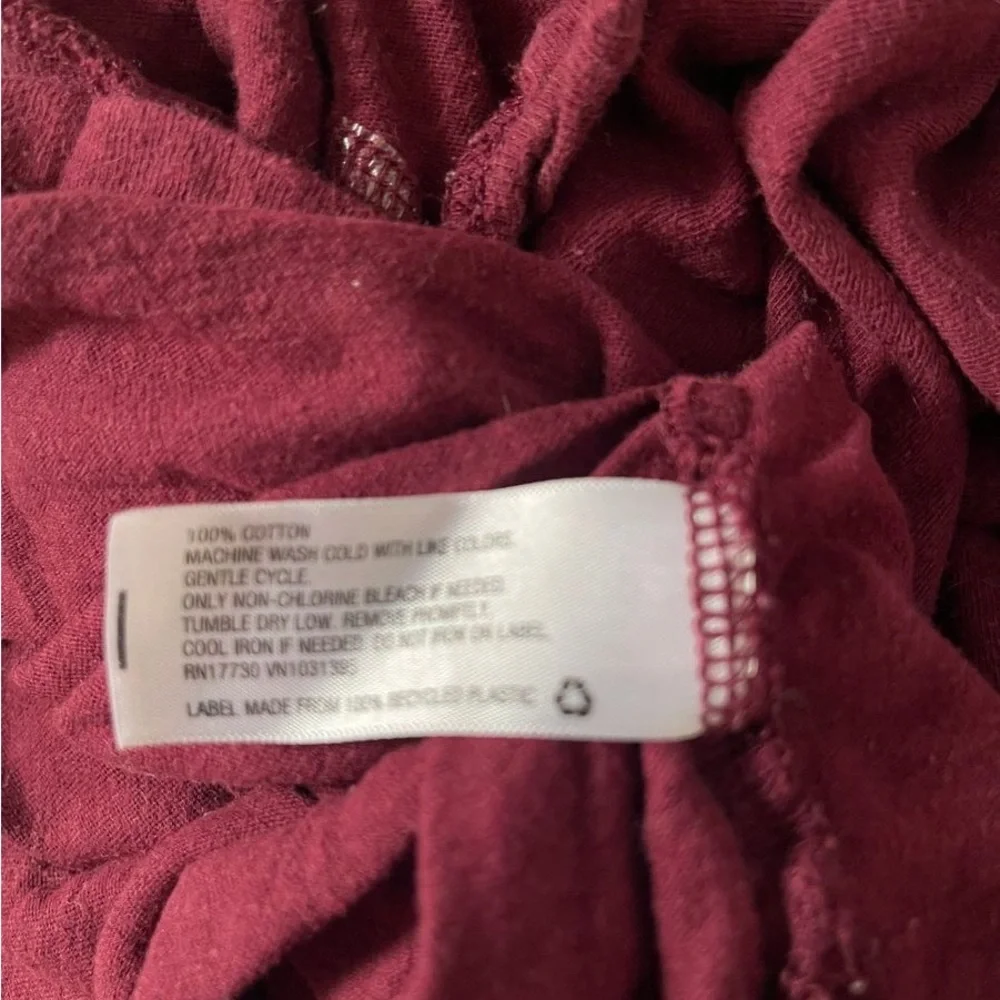 100% COTTON
MACHINE WASH COLD WITH LIKE COLORS.
GENTLE CYCLE.
ONLY NON-CHLORINE BLEACH IF NEEDED.
TUMBLE DRY LOW. REMOVE PROMPTLY.
COOL IRON IF NEEDED. DO NOT IRON ON LABEL.
RN17730
LABEL MADE FROM 100% RECYCLED PLASTIC